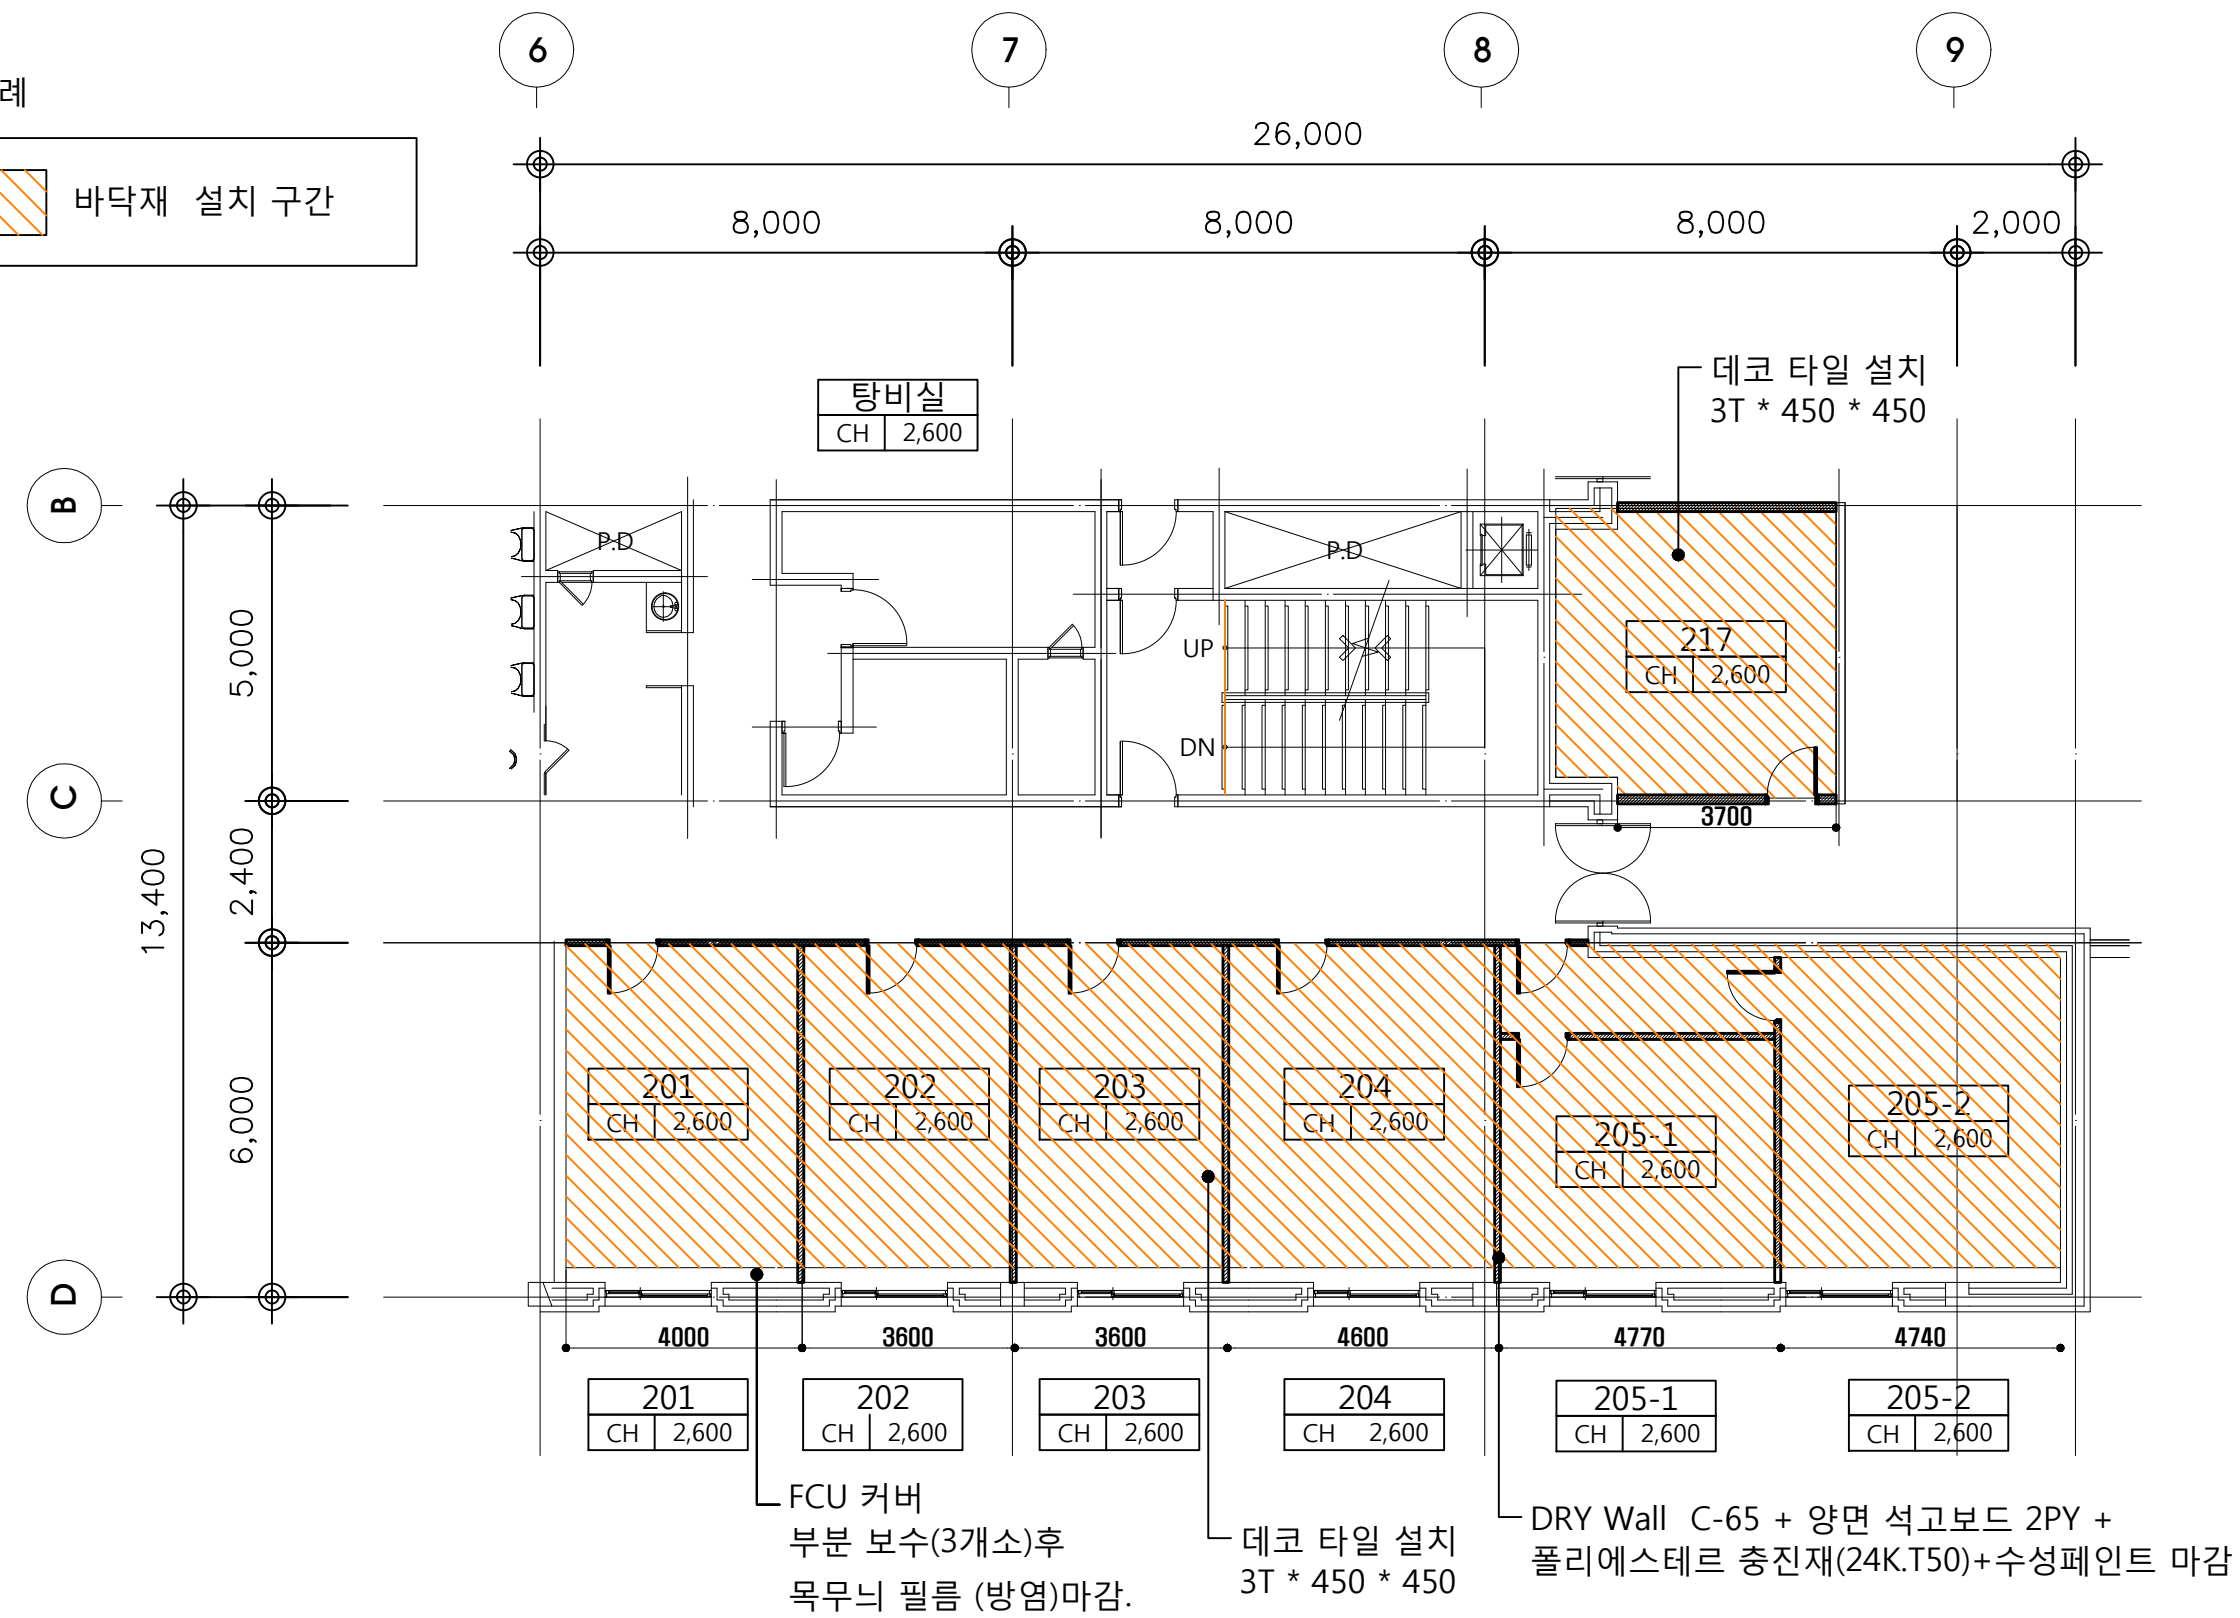 6
7
8
9
례
26,000
바닥재 설치 구간
8,000
8,000
8,000
2,000
탕비실
CH 2,600
데코 타일 설치
3T * 450 * 450
B
P.D
P.D
5,000
UP
217
CH 2,600
DN
C
3700
2,400
13,400
6,000
201
CH 2,600
202
CH 2,600
203
CH 2,600
204
CH 2,600
205-1
CH 2,600
205-2
CH 2,600
D
4000
3600
3600
4600
4770
4740
201
CH 2,600
202
CH 2,600
203
CH 2,600
204
CH 2,600
205-1
CH 2,600
205-2
CH 2,600
FCU 커버
부분 보수(3개소)후
목무늬 필름 (방염)마감.
데코 타일 설치
3T * 450 * 450
DRY Wall C-65 + 양면 석고보드 2PY +
폴리에스테르 충진재(24K.T50)+수성페인트 마감